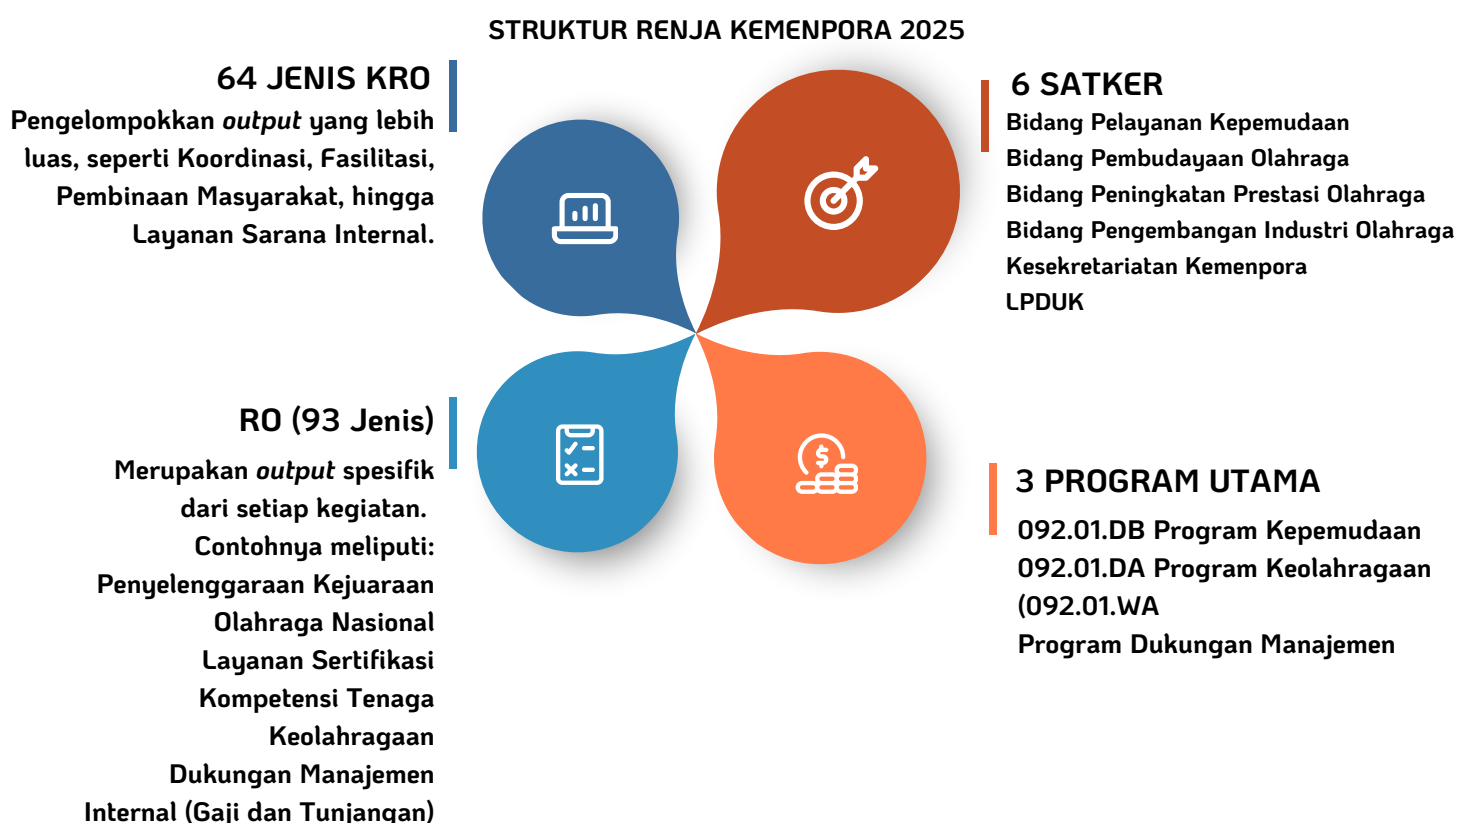 STRUKTUR RENJA KEMENPORA 2025
64 JENIS KRO
Pengelompokkan output yang lebih
luas, seperti Koordinasi, Fasilitasi,
Pembinaan Masyarakat, hingga
Layanan Sarana Internal.
6 SATKER
Bidang Pelayanan Kepemudaan
Bidang Pembudayaan Olahraga
Bidang Peningkatan Prestasi Olahraga
Bidang Pengembangan Industri Olahraga
Kesekretariatan Kemenpora
LPDUK
RO (93 Jenis)
Merupakan output spesifik
dari setiap kegiatan.
Contohnya meliputi:
Penyelenggaraan Kejuaraan
Olahraga Nasional
Layanan Sertifikasi
Kompetensi Tenaga
Keolahragaan
Dukungan Manajemen
Internal (Gaji dan Tunjangan)
3 PROGRAM UTAMA
092.01.DB Program Kepemudaan
092.01.DA Program Keolahragaan
(092.01.WA
Program Dukungan Manajemen